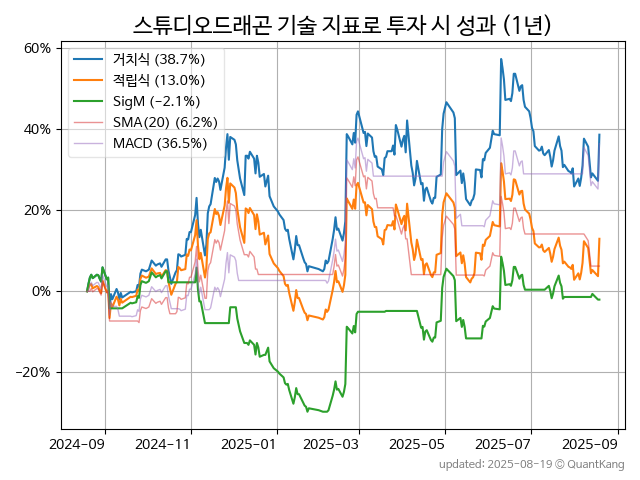 스튜디오드래곤 기술 지표로 투자 시 성과 (1년)
60%
40%
20%
0%
−20%
거치식 (38.7%)
적립식 (13.0%)
SigM (−2.1%)
SMA(20) (6.2%)
MACD (36.5%)
2024-09 2024-11 2025-01 2025-03 2025-05 2025-07 2025-09
updated: 2025-08-19 © QuantKang